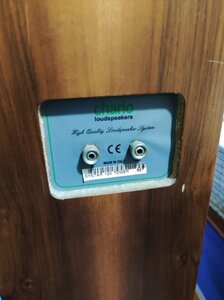 chario
loudspeakers
High Quality Loudspeaker System
CE
MADE IN ITALY